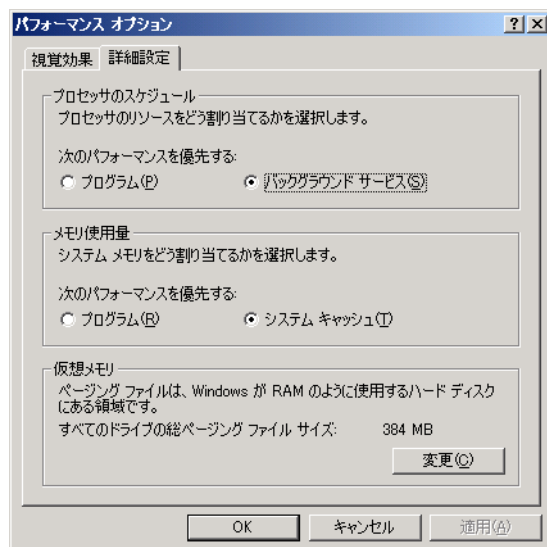 パフォーマンス オプション
視覚効果 詳細設定
プロセッサのスケジュール
プロセッサのリソースをどう割り当てるかを選択します。
次のパフォーマンスを優先する:
プログラム(P) バックグラウンド サービス(S)
メモリ使用量
システム メモリをどう割り当てるかを選択します。
次のパフォーマンスを優先する:
プログラム(R) システム キャッシュ(T)
仮想メモリ
ページング ファイルは、Windows が RAM のように使用するハード ディスク
にある領域です。
すべてのドライブの総ページング ファイル サイズ: 384 MB
変更(C)
OK キャンセル 適用(A)